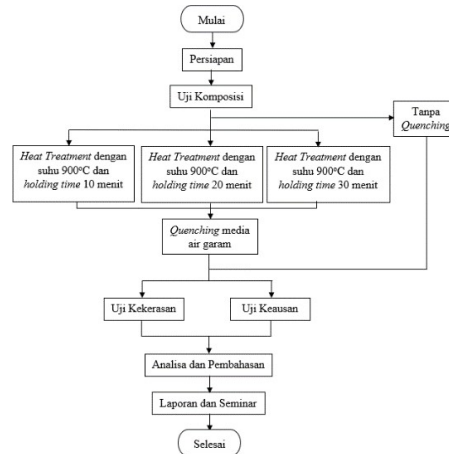 Mulai
Persiapan
Uji Komposisi
Tanpa
Quenching
Heat Treatment dengan
suhu 900°C dan
holding time 10 menit
Heat Treatment dengan
suhu 900°C dan
holding time 20 menit
Heat Treatment dengan
suhu 900°C dan
holding time 30 menit
Quenching media
air garam
Uji Kekerasan
Uji Keausan
Analisa dan Pembahasan
Laporan dan Seminar
Selesai